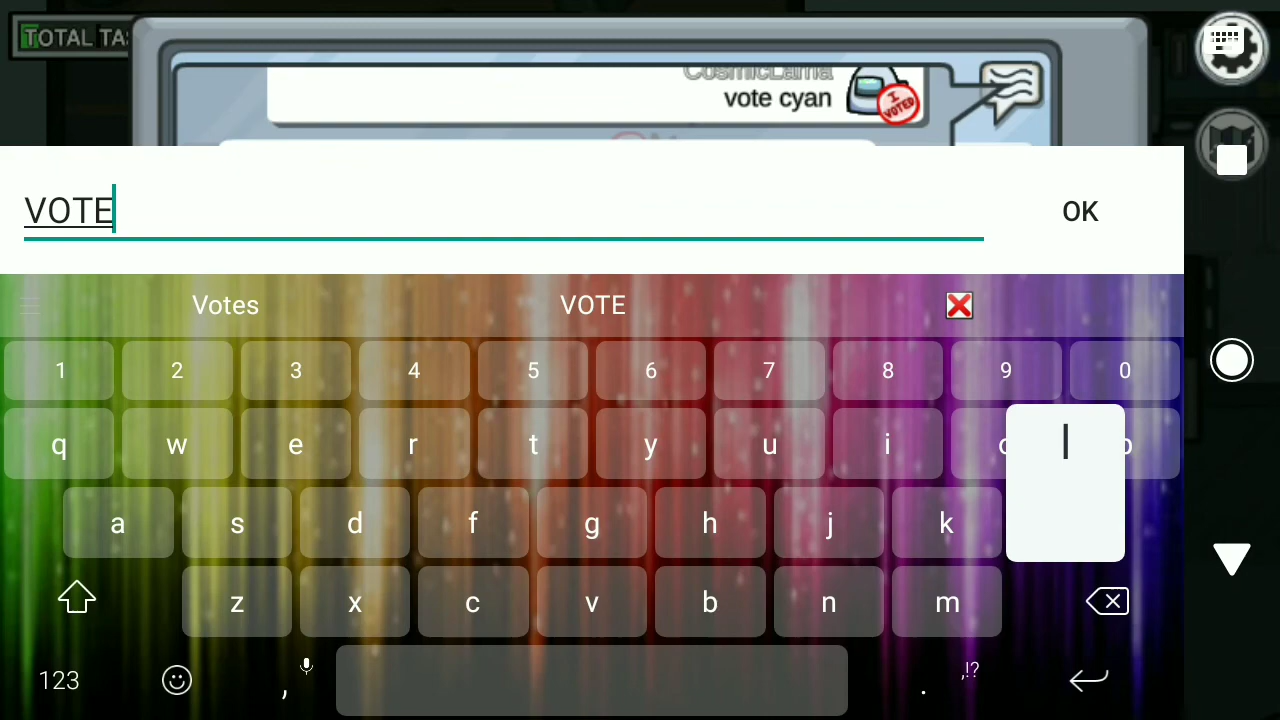 TOTAL TA
CosmicLama
vote cyan
I VOTED
VOTE
OK
Votes VOTE
1 2 3 4 5 6 7 8 9 0
q w e r t y u i o p
l
a s d f g h j k
z x c v b n m
123 , . ,!?